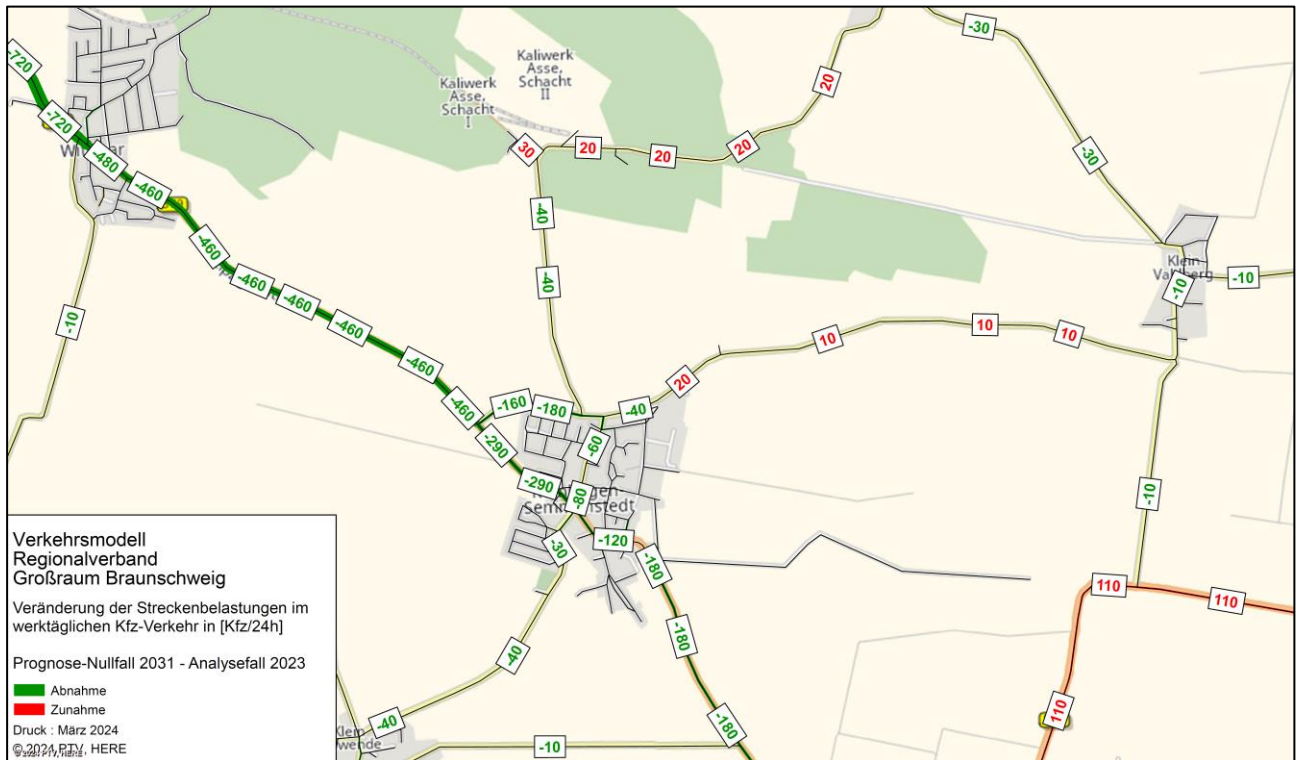 -720
-720
-480
-460
-460
-460
-460
-460
-460
-460
-10
Kaliwerk
Asse,
Schacht
I
Kaliwerk
Asse,
Schacht
II
30
20
20
20
20
-30
-30
-40
-40
Klein
-10
-10
10
10
10
20
-160
-180
-40
-60
-290
-290
-80
-30
-120
-180
-180
-180
-40
-40
-10
-10
110
110
110
Klein
Verkehrsmodell
Regionalverband
Großraum Braunschweig
Veränderung der Streckenbelastungen im
werktäglichen Kfz-Verkehr in [Kfz/24h]
Prognose-Nullfall 2031 - Analysefall 2023
Abnahme
Zunahme
Druck : März 2024
© 2024 PTV, HERE